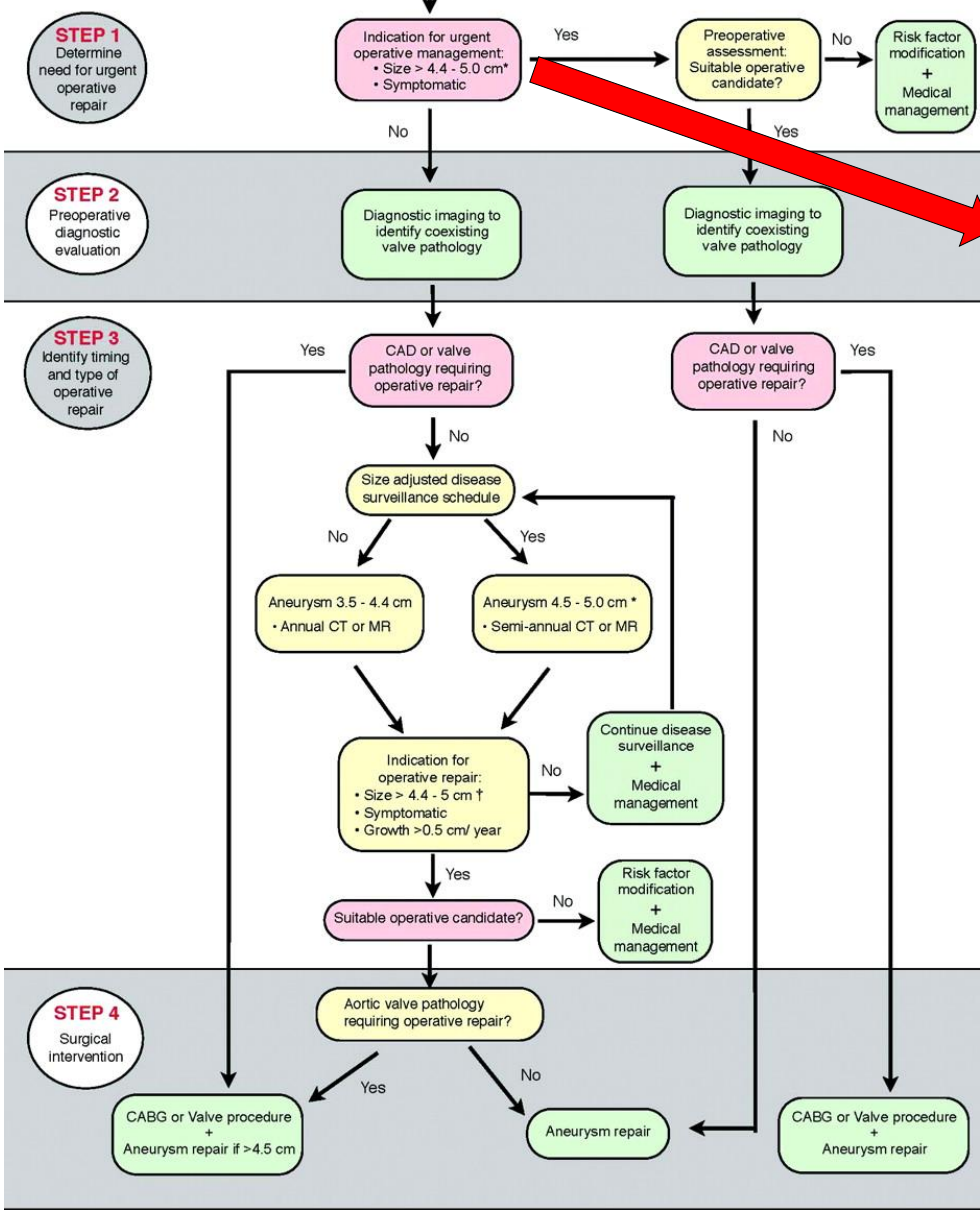 STEP 1
Determine
need for urgent
operative
repair
Indication for urgent
operative management:
• Size > 4.4 - 5.0 cm*
• Symptomatic
Yes
Preoperative
assessment:
Suitable operative
candidate?
No
Risk factor
modification
+
Medical
management
No
Yes
STEP 2
Preoperative
diagnostic
evaluation
Diagnostic imaging to
identify coexisting
valve pathology
Diagnostic imaging to
identify coexisting
valve pathology
STEP 3
Identify timing
and type of
operative
repair
Yes
CAD or valve
pathology requiring
operative repair?
CAD or valve
pathology requiring
operative repair?
Yes
No
No
Size adjusted disease
surveillance schedule
No
Yes
Aneurysm 3.5 - 4.4 cm
• Annual CT or MR
Aneurysm 4.5 - 5.0 cm *
• Semi-annual CT or MR
Indication for
operative repair:
• Size > 4.4 - 5 cm †
• Symptomatic
• Growth >0.5 cm/ year
No
Continue disease
surveillance
+
Medical
management
Yes
Suitable operative candidate?
No
Risk factor
modification
+
Medical
management
STEP 4
Surgical
intervention
Aortic valve pathology
requiring operative repair?
Yes
No
CABG or Valve procedure
+
Aneurysm repair if >4.5 cm
Aneurysm repair
CABG or Valve procedure
+
Aneurysm repair